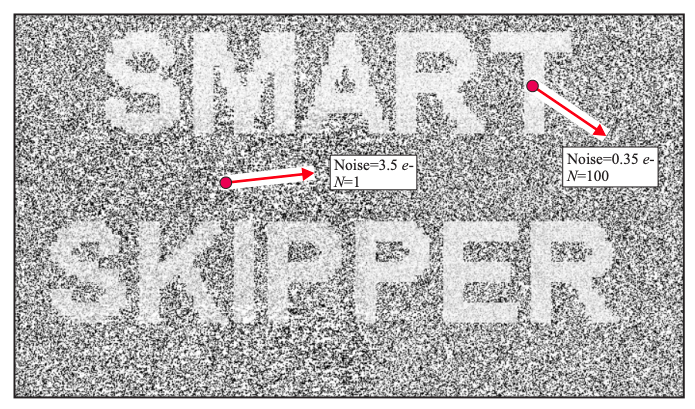 SMART
Noise=3.5 e-
N=1
Noise=0.35 e-
N=100
SKIPPER